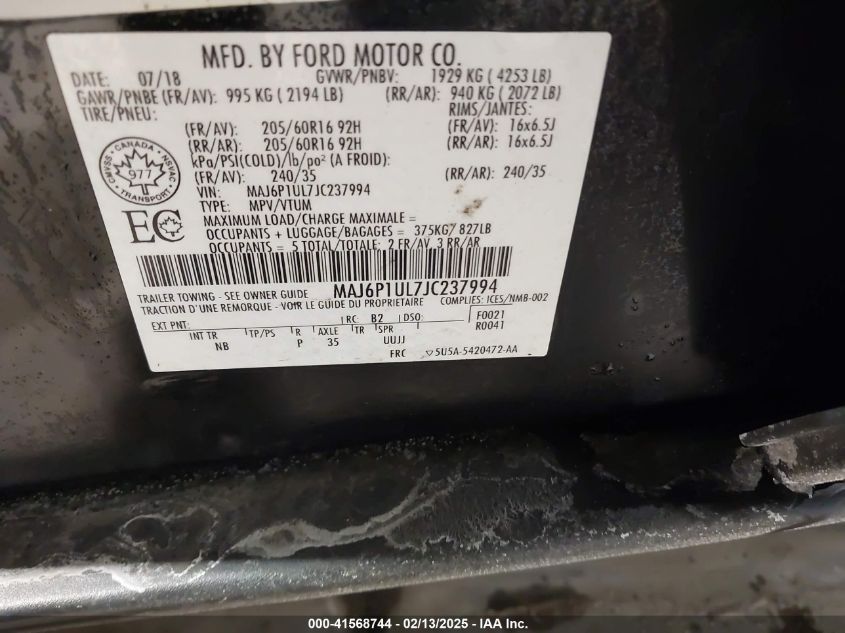 MFD. BY FORD MOTOR CO.
DATE: 07/18 GVWR/PNBV: 1929 KG ( 4253 LB)
GAWR/PNBE (FR/AV): 995 KG ( 2194 LB) (RR/AR): 940 KG ( 2072 LB)
TIRE/PNEU: RIMS/JANTES:
(FR/AV): 205/60R16 92H (FR/AV): 16x6.5J
(RR/AR): 205/60R16 92H (RR/AR): 16x6.5J
kPa/PSI(COLD)/lb/po² (A FROID):
(FR/AV): 240/35 (RR/AR): 240/35
VIN: MAJ6P1UL7JC237994
TYPE: MPV/VTUM
CANADA
CMVSS NSVAC
977
TRANSPORT
EC
MAXIMUM LOAD/CHARGE MAXIMALE =
OCCUPANTS + LUGGAGE/BAGAGES = 375KG/ 827LB
OCCUPANTS = 5 TOTAL/TOTALE: 2 FR/AV, 3 RR/AR
MAJ6P1UL7JC237994
TRAILER TOWING - SEE OWNER GUIDE
TRACTION D'UNE REMORQUE - VOIR LE GUIDE DU PROPRIETAIRE COMPLIES: ICES/NMB-002
EXT PNT: RC: B2 DSO: F0021
R0041
INT TR TP/PS R AXLE TR SPR
NB P 35 UUJJ
FRC 5U5A-5420472-AA
000-41568744 - 02/13/2025 - IAA Inc.